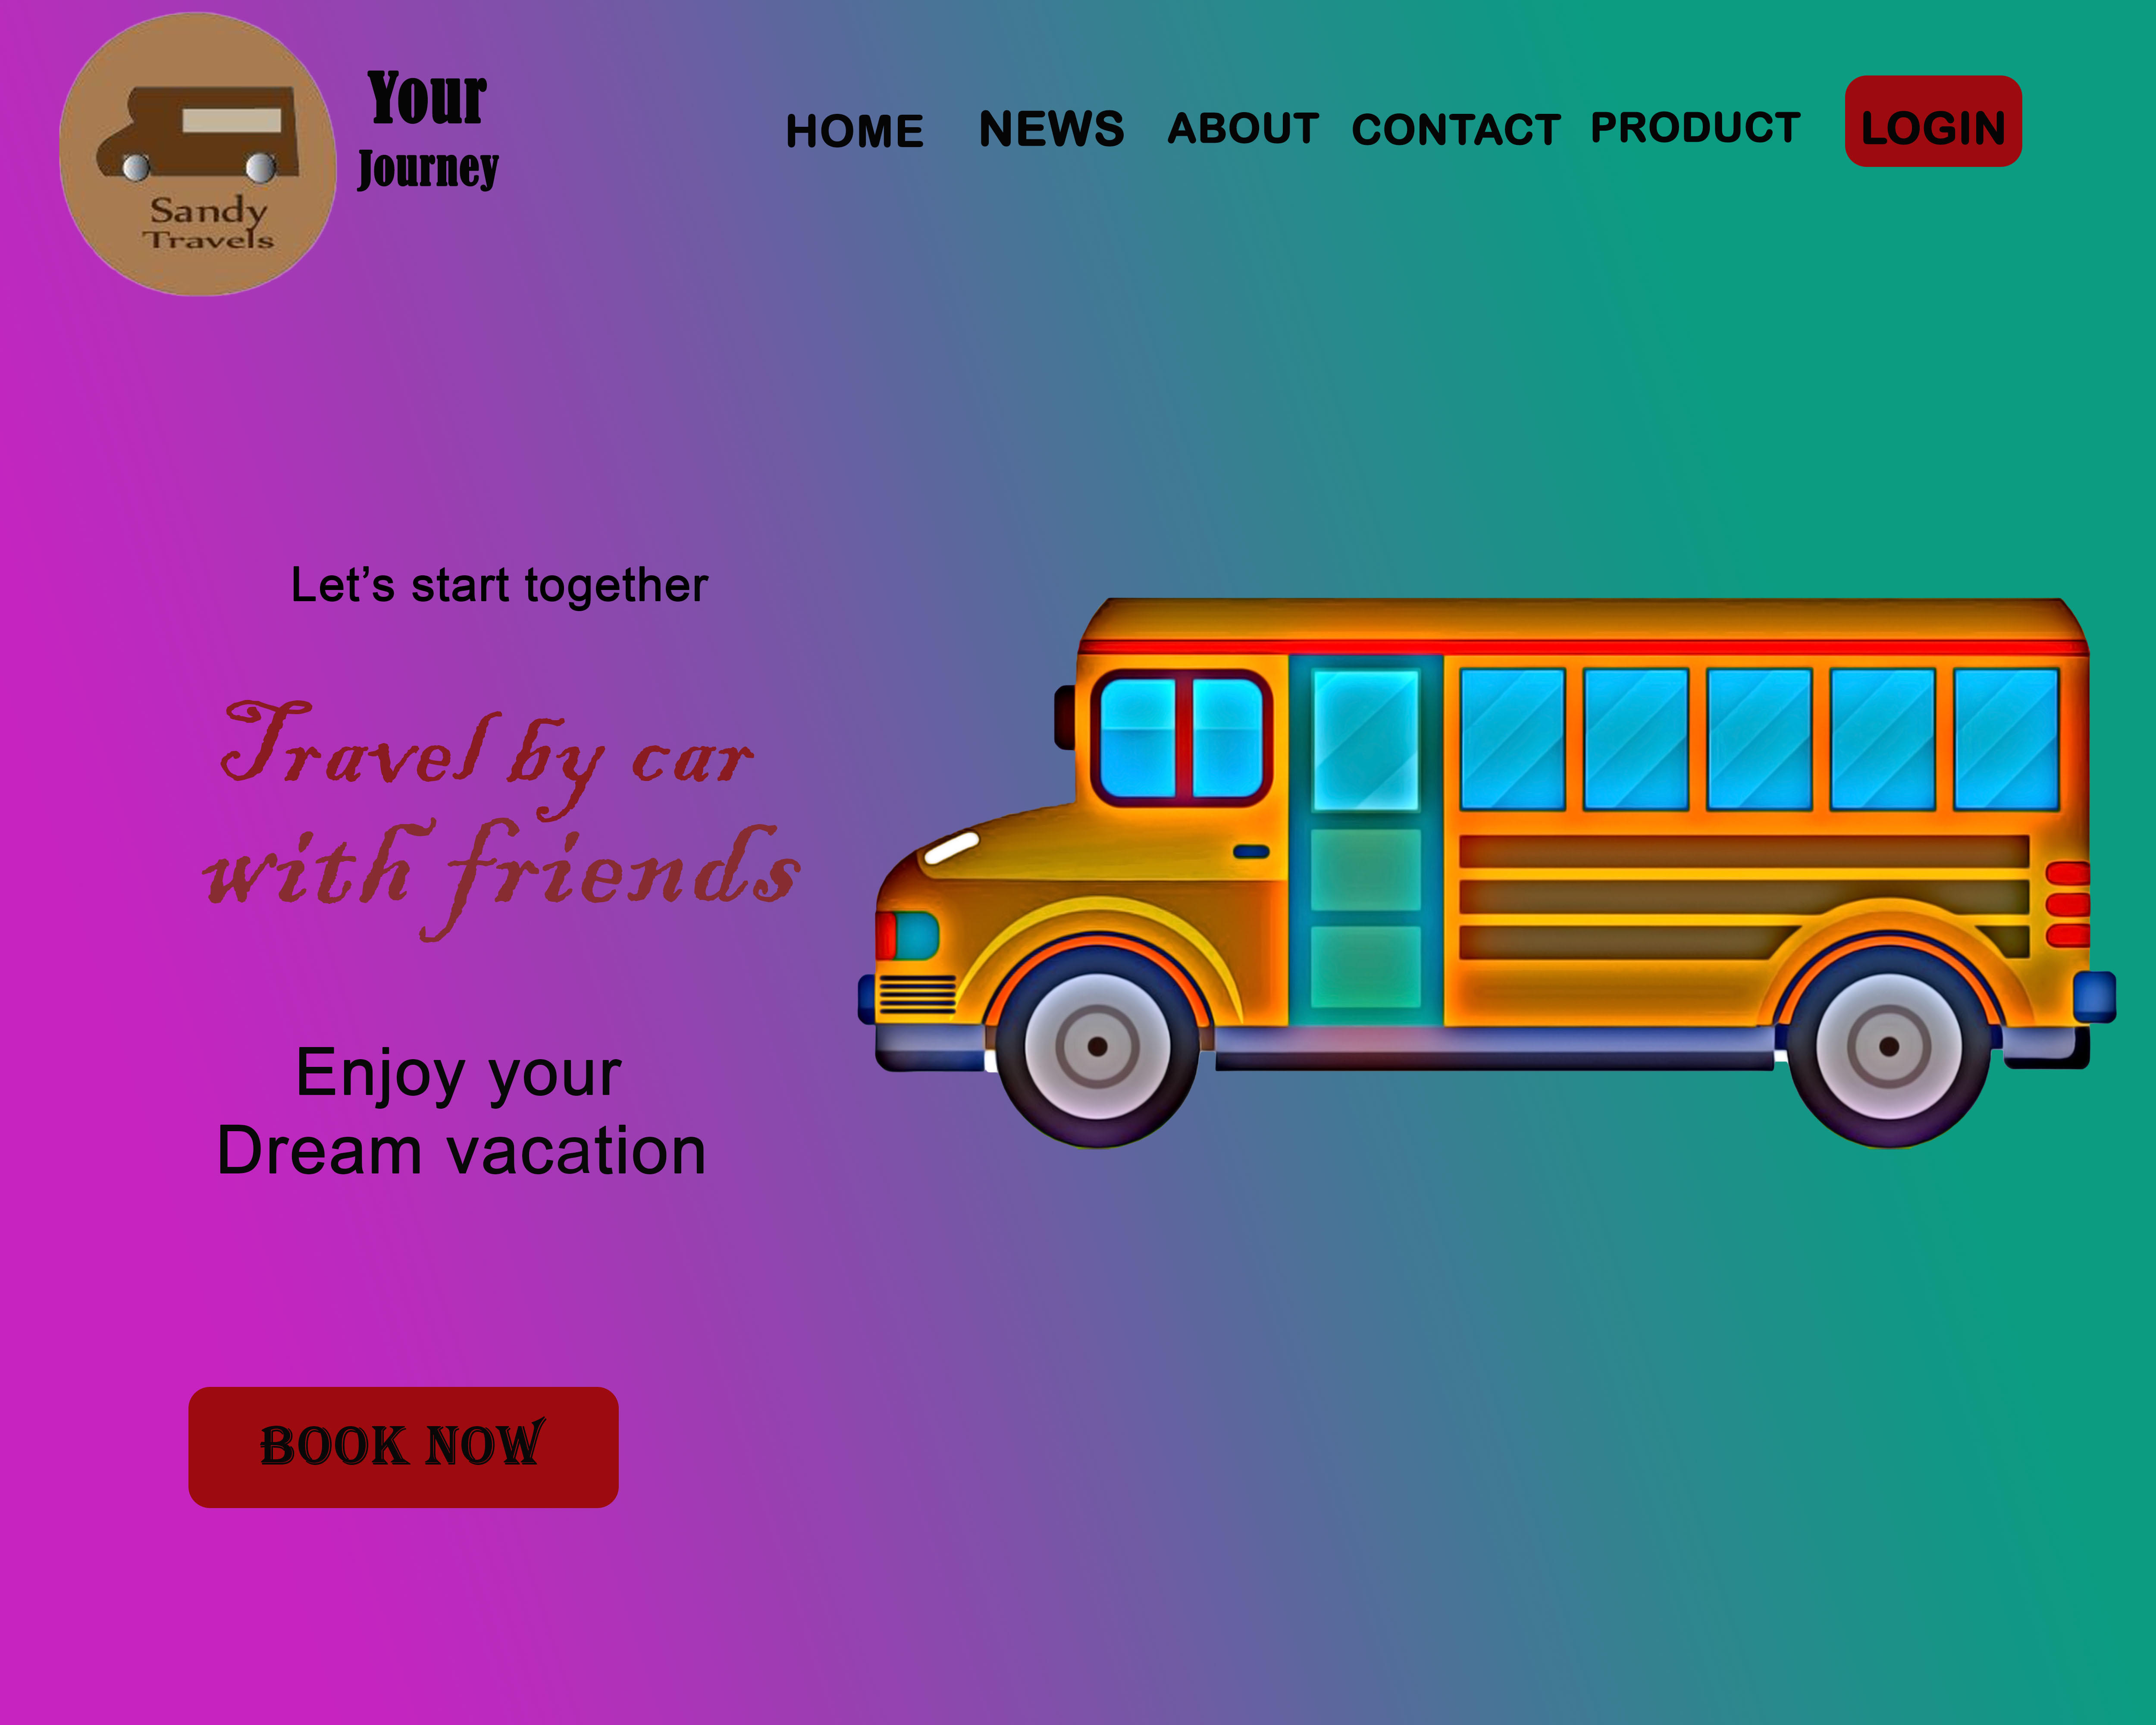 Sandy
Travels
Your
Journey
HOME NEWS ABOUT CONTACT PRODUCT LOGIN
Let’s start together
Travel by car
with friends
Enjoy your
Dream vacation
BOOK NOW